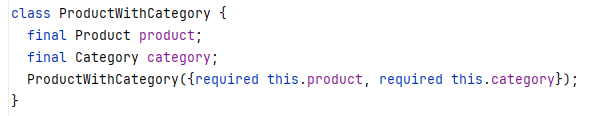 class ProductWithCategory {
  final Product product;
  final Category category;
  ProductWithCategory({required this.product, required this.category});
}